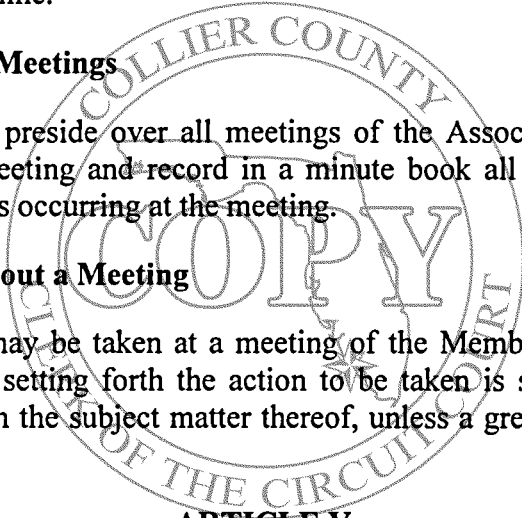 Meetings
preside over all meetings of the Assoc
eeting and record in a minute book all
s occurring at the meeting.
out a Meeting
may be taken at a meeting of the Memb
setting forth the action to be taken is s
the subject matter thereof, unless a gre
ARTICLE V
COLLIER COUNTY
COPY
CLERK OF THE CIRCUIT COURT